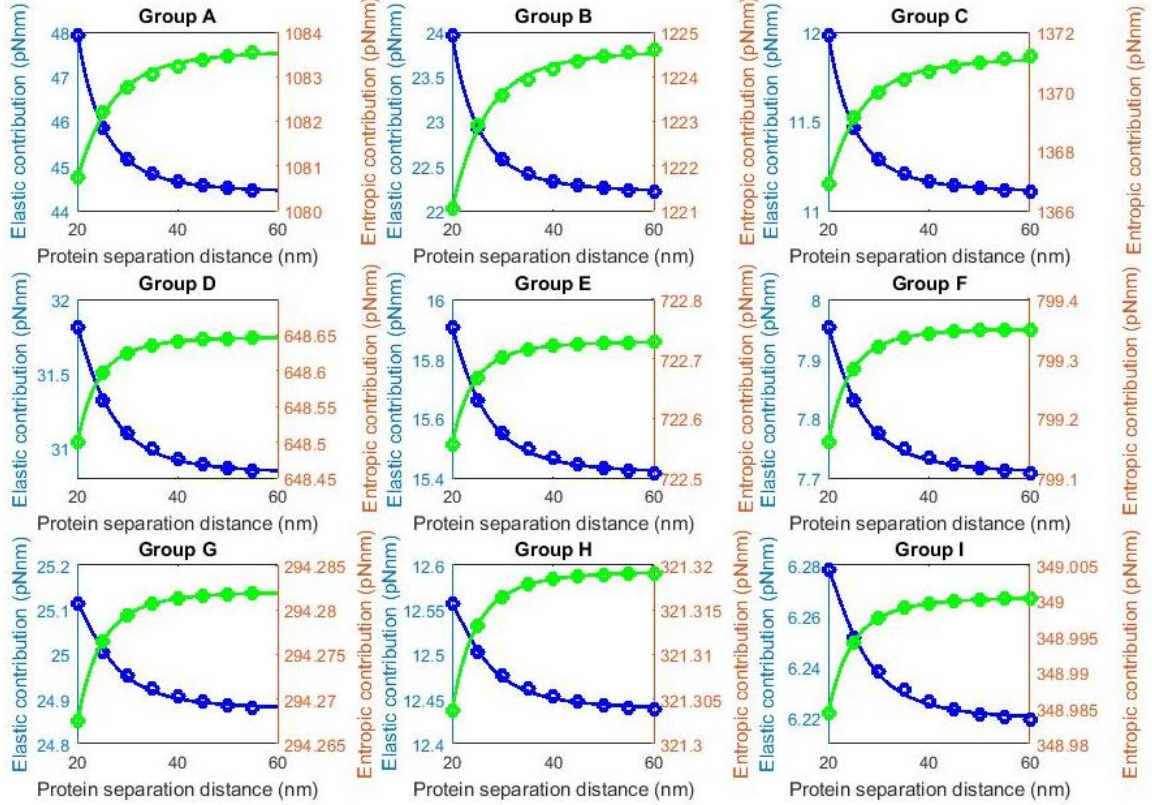 Group A
Group B
Group C
Elastic contribution (pNnm)
48
47
46
45
44
1084
1083
1082
1081
1080
Entropic contribution (pNnm)
20 40 60
Protein separation distance (nm)
Elastic contribution (pNnm)
24
23.5
23
22.5
22
1225
1224
1223
1222
1221
Entropic contribution (pNnm)
20 40 60
Protein separation distance (nm)
Elastic contribution (pNnm)
12
11.5
11
1372
1370
1368
1366
Entropic contribution (pNnm)
20 40 60
Protein separation distance (nm)
Group D
Group E
Group F
Elastic contribution (pNnm)
32
31.5
31
648.65
648.6
648.55
648.5
648.45
Entropic contribution (pNnm)
20 40 60
Protein separation distance (nm)
Elastic contribution (pNnm)
16
15.8
15.6
15.4
722.8
722.7
722.6
722.5
Entropic contribution (pNnm)
20 40 60
Protein separation distance (nm)
Elastic contribution (pNnm)
8
7.9
7.8
7.7
799.4
799.3
799.2
799.1
Entropic contribution (pNnm)
20 40 60
Protein separation distance (nm)
Group G
Group H
Group I
Elastic contribution (pNnm)
25.2
25.1
25
24.9
24.8
294.285
294.28
294.275
294.27
294.265
Entropic contribution (pNnm)
20 40 60
Protein separation distance (nm)
Elastic contribution (pNnm)
12.6
12.55
12.5
12.45
12.4
321.32
321.315
321.31
321.305
321.3
Entropic contribution (pNnm)
20 40 60
Protein separation distance (nm)
Elastic contribution (pNnm)
6.28
6.26
6.24
6.22
349.005
349
348.995
348.99
348.985
348.98
Entropic contribution (pNnm)
20 40 60
Protein separation distance (nm)